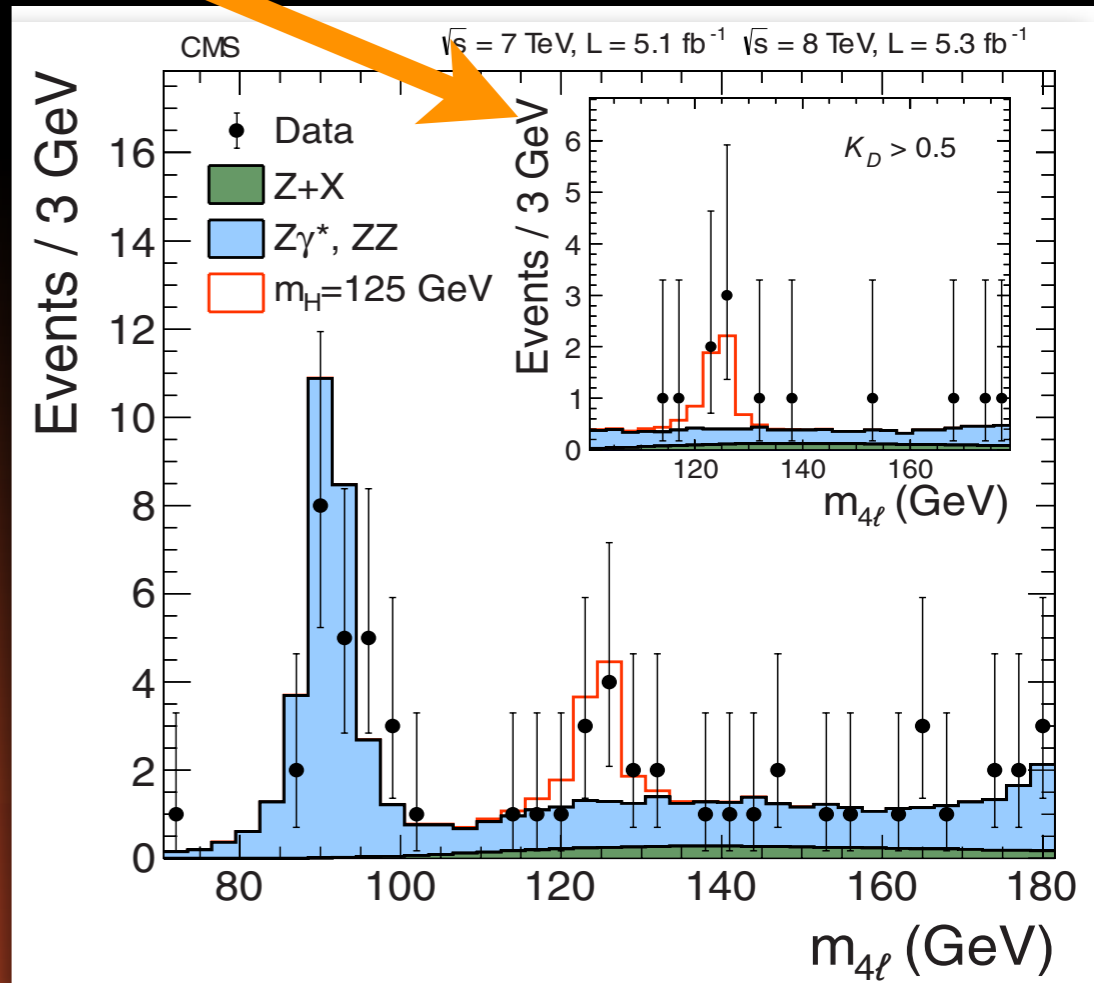 CMS √s = 7 TeV, L = 5.1 fb⁻¹ √s = 8 TeV, L = 5.3 fb⁻¹
Events / 3 GeV
16
14
12
10
8
6
4
2
0
Data
Z+X
Zγ*, ZZ
m_H=125 GeV
Events / 3 GeV
6
5
4
3
2
1
0
K_D > 0.5
120 140 160
m_4ℓ (GeV)
80 100 120 140 160 180
m_4ℓ (GeV)